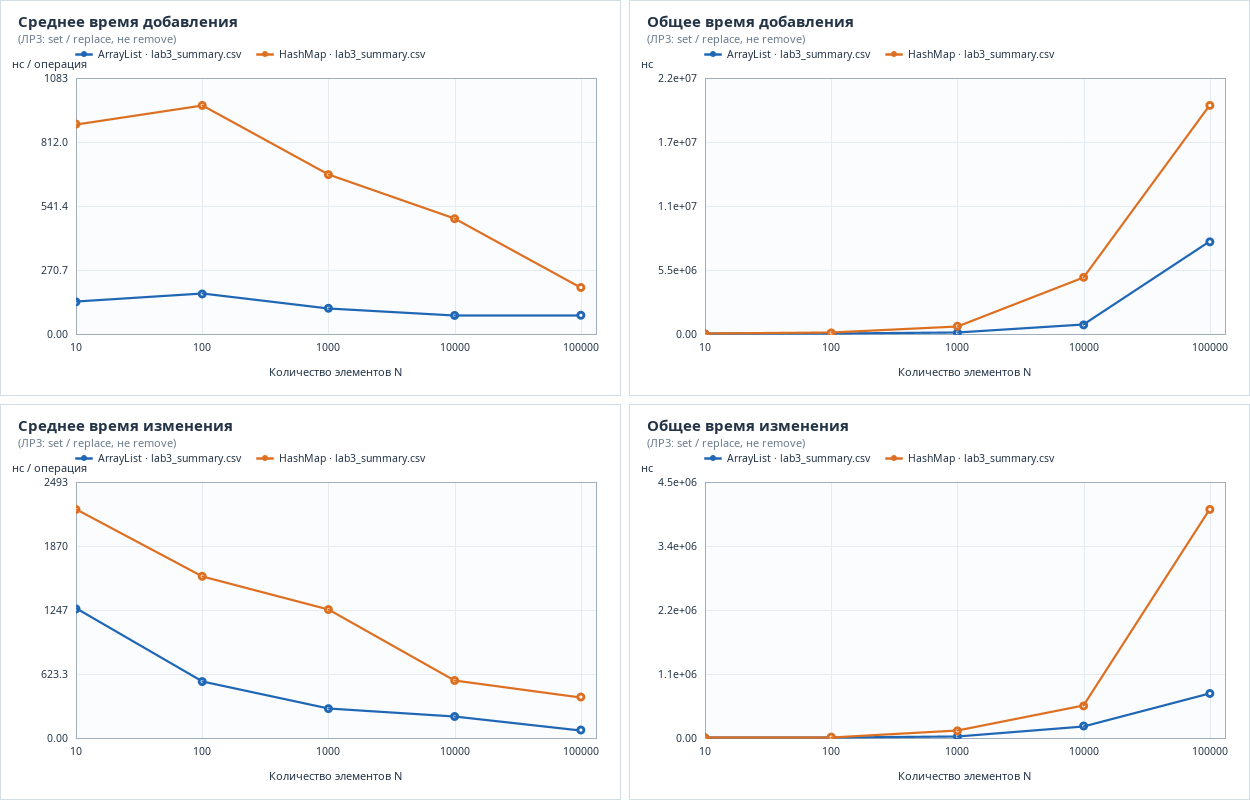 Среднее время добавления
(ЛР3: set / replace, не remove)
ArrayList · lab3_summary.csv HashMap · lab3_summary.csv
нс / операция
1083
812.0
541.4
270.7
0.00
10 100 1000 10000 100000
Количество элементов N
Общее время добавления
(ЛР3: set / replace, не remove)
ArrayList · lab3_summary.csv HashMap · lab3_summary.csv
нс
2.2e+07
1.7e+07
1.1e+07
5.5e+06
0.00
10 100 1000 10000 100000
Количество элементов N
Среднее время изменения
(ЛР3: set / replace, не remove)
ArrayList · lab3_summary.csv HashMap · lab3_summary.csv
нс / операция
2493
1870
1247
623.3
0.00
10 100 1000 10000 100000
Количество элементов N
Общее время изменения
(ЛР3: set / replace, не remove)
ArrayList · lab3_summary.csv HashMap · lab3_summary.csv
нс
4.5e+06
3.4e+06
2.2e+06
1.1e+06
0.00
10 100 1000 10000 100000
Количество элементов N